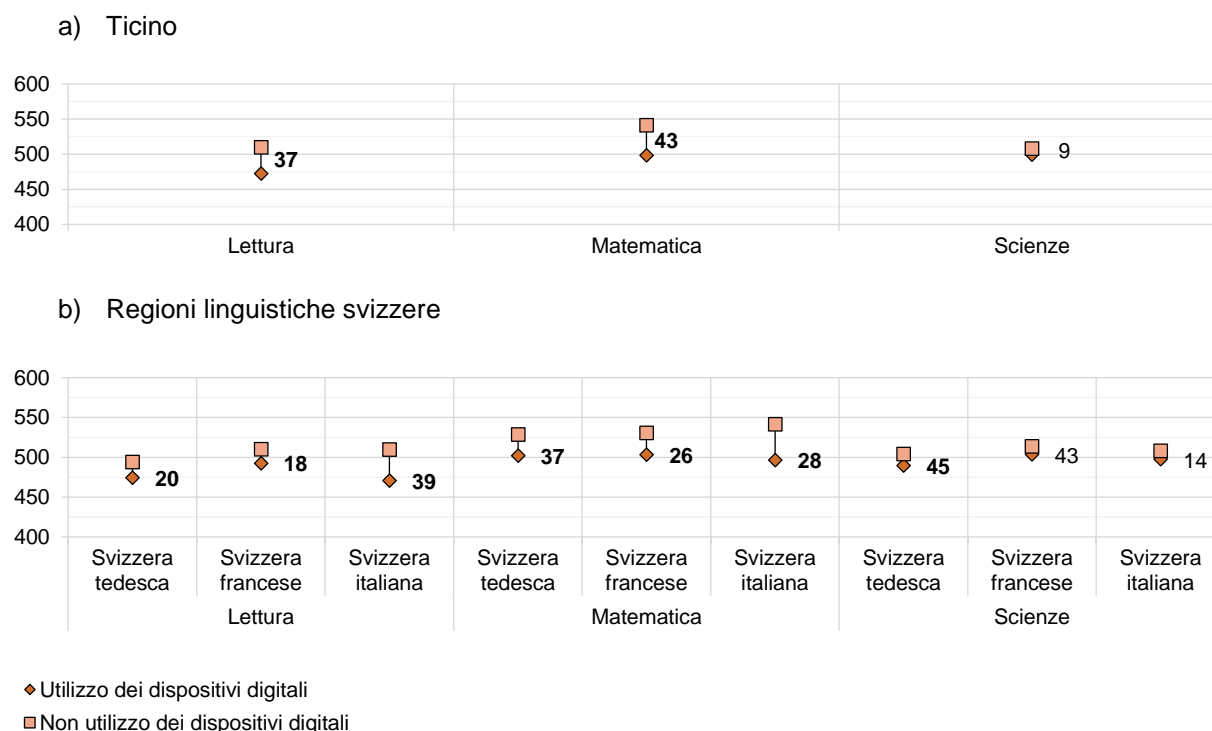 a) Ticino
600
550
500
450
400
37
43
9
Lettura
Matematica
Scienze
b) Regioni linguistiche svizzere
600
550
500
450
400
20
18
39
37
26
28
45
43
14
Svizzera tedesca
Svizzera francese
Svizzera italiana
Svizzera tedesca
Svizzera francese
Svizzera italiana
Svizzera tedesca
Svizzera francese
Svizzera italiana
Lettura
Matematica
Scienze
Utilizzo dei dispositivi digitali
Non utilizzo dei dispositivi digitali